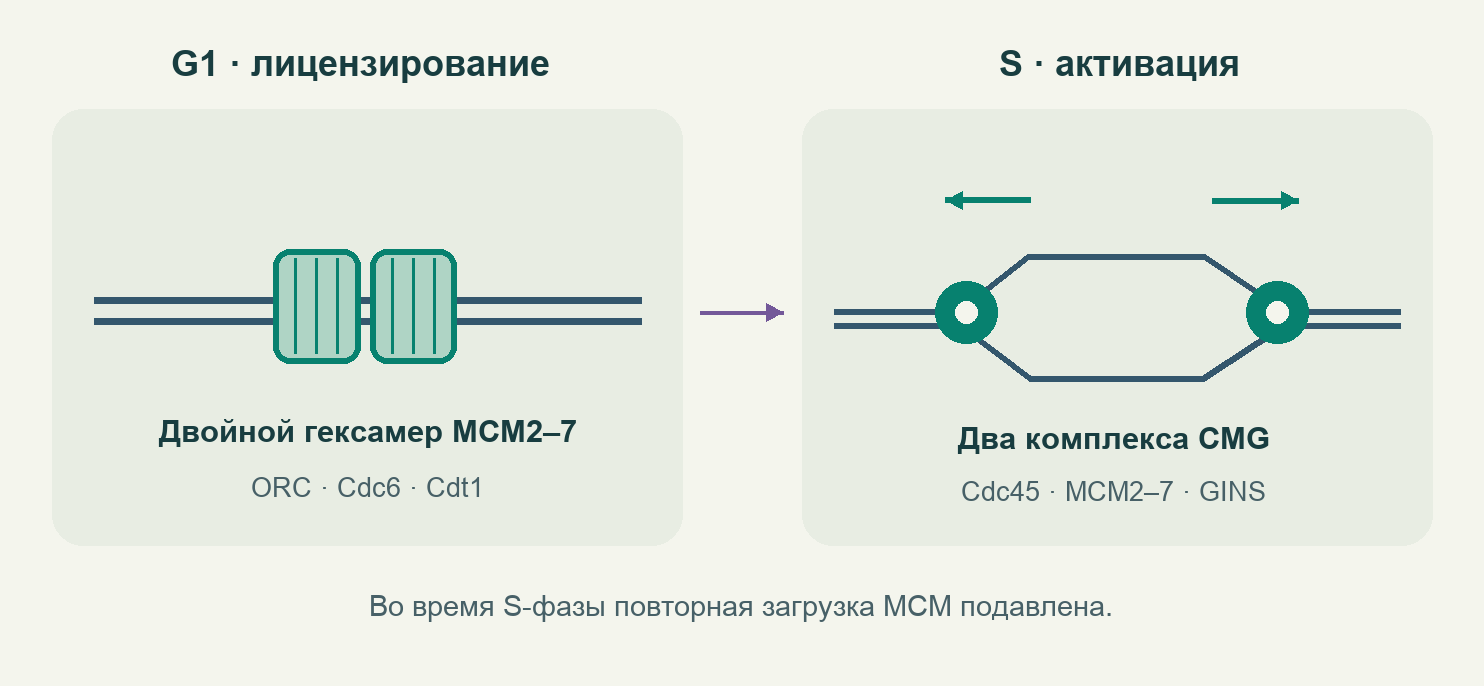 G1 · лицензирование
S · активация
Двойной гексамер MCM2–7
ORC · Cdc6 · Cdt1
Два комплекса CMG
Cdc45 · MCM2–7 · GINS
Во время S-фазы повторная загрузка MCM подавлена.